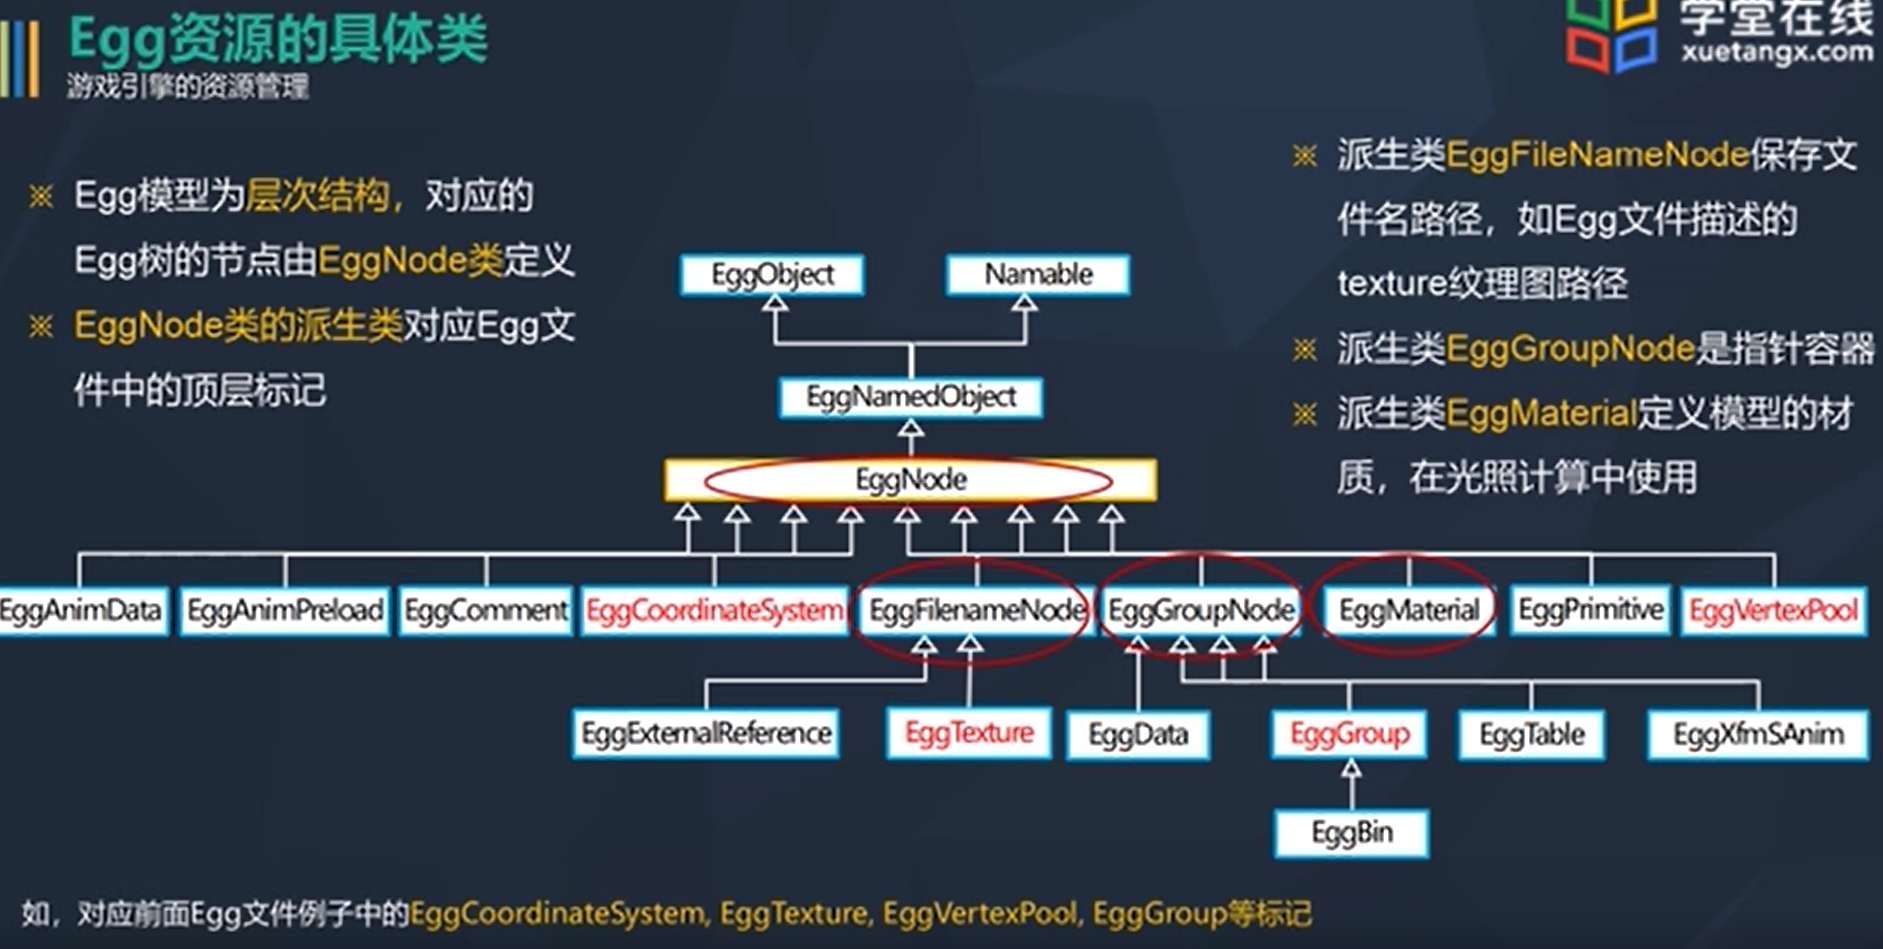 Egg资源的具体类
游戏引擎的资源管理
学堂在线
xuetangx.com
※ Egg模型为层次结构，对应的
Egg树的节点由EggNode类定义
※ EggNode类的派生类对应Egg文
件中的顶层标记
※ 派生类EggFileNameNode保存文
件名路径，如Egg文件描述的
texture纹理图路径
※ 派生类EggGroupNode是指针容器
※ 派生类EggMaterial定义模型的材
质，在光照计算中使用
EggObject
Namable
EggNamedObject
EggNode
EggAnimData
EggAnimPreload
EggComment
EggCoordinateSystem
EggFilenameNode
EggGroupNode
EggMaterial
EggPrimitive
EggVertexPool
EggExternalReference
EggTexture
EggData
EggGroup
EggTable
EggXfmSAnim
EggBin
如，对应前面Egg文件例子中的EggCoordinateSystem, EggTexture, EggVertexPool, EggGroup等标记